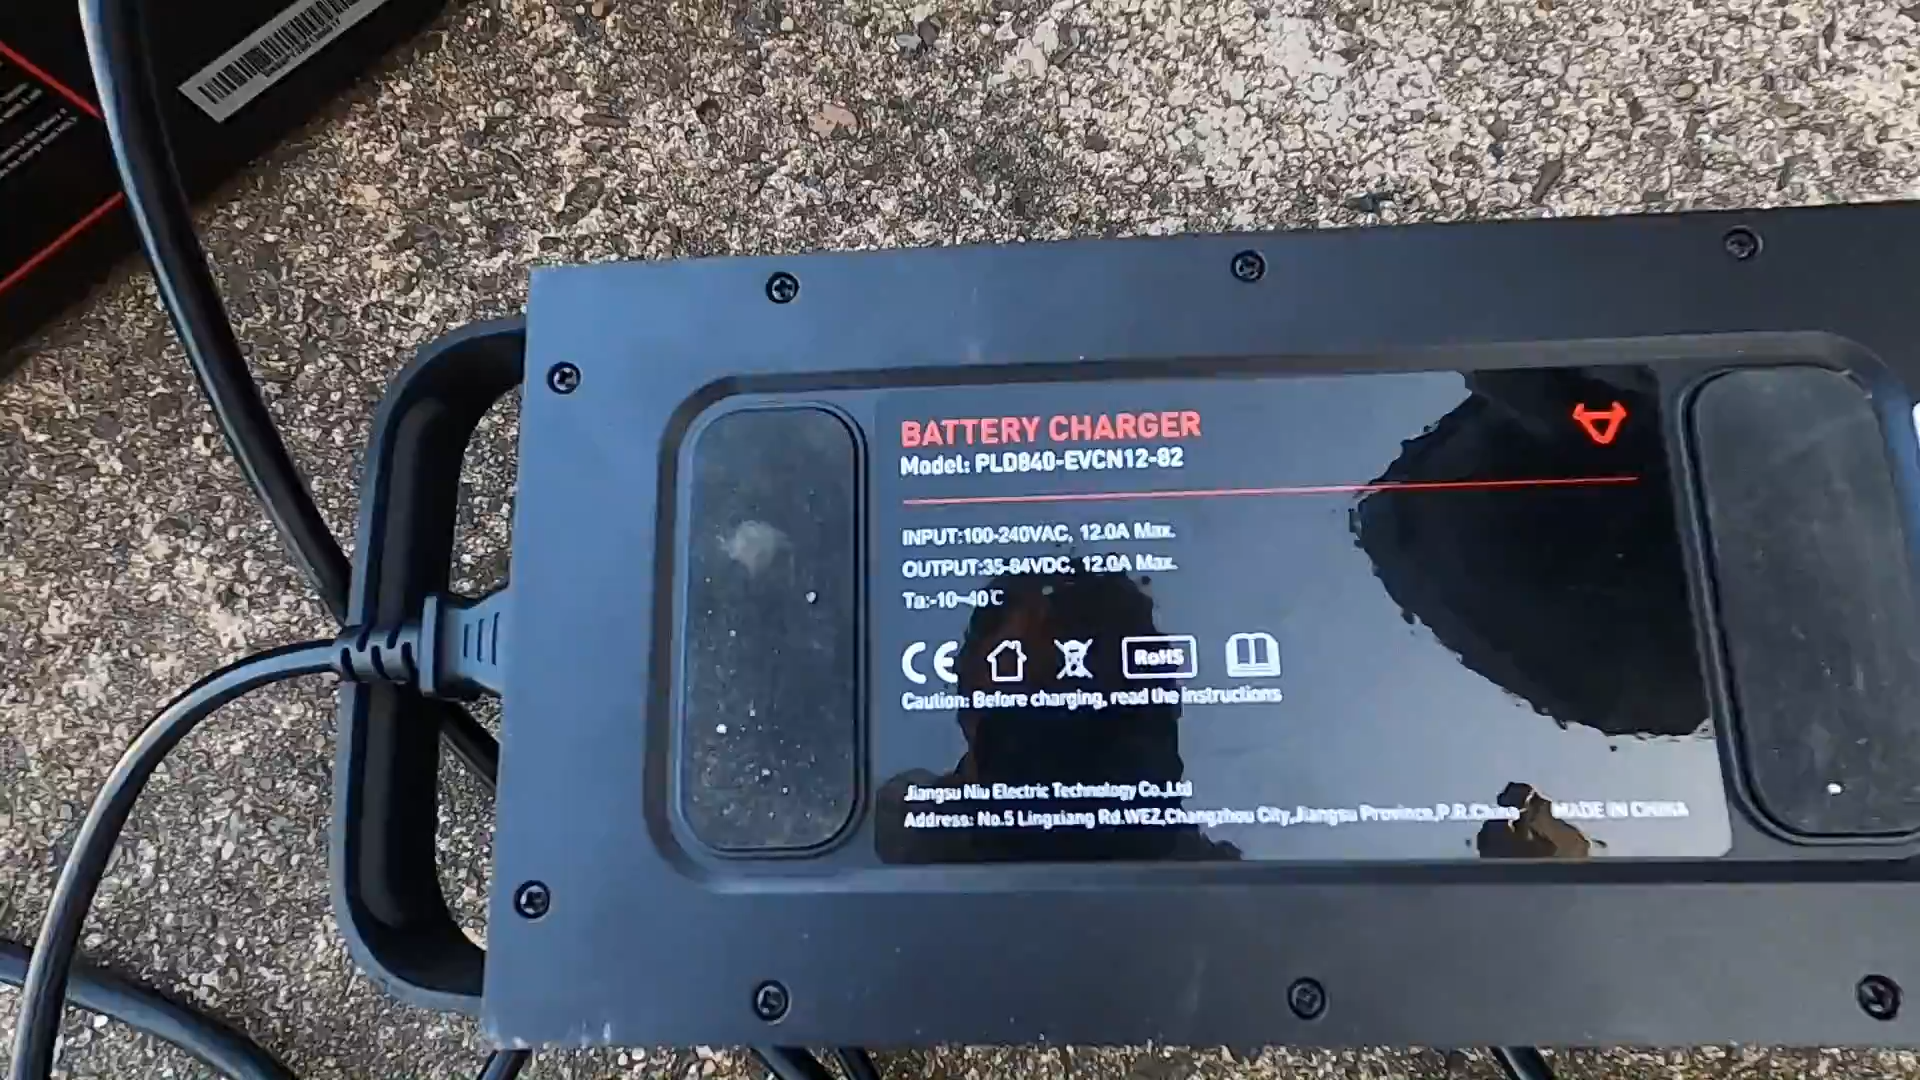 BATTERY CHARGER
Model: PLD840-EVCN12-82
INPUT:100-240VAC, 12.0A Max.
OUTPUT:35-84VDC, 12.0A Max.
Ta:-10~40℃
CE RoHS
Caution: Before charging, read the instructions
Jiangsu Niu Electric Technology Co.,Ltd
Address: No.5 Lingxiang Rd.WEZ,Changzhou City,Jiangsu Province,P.R.China MADE IN CHINA